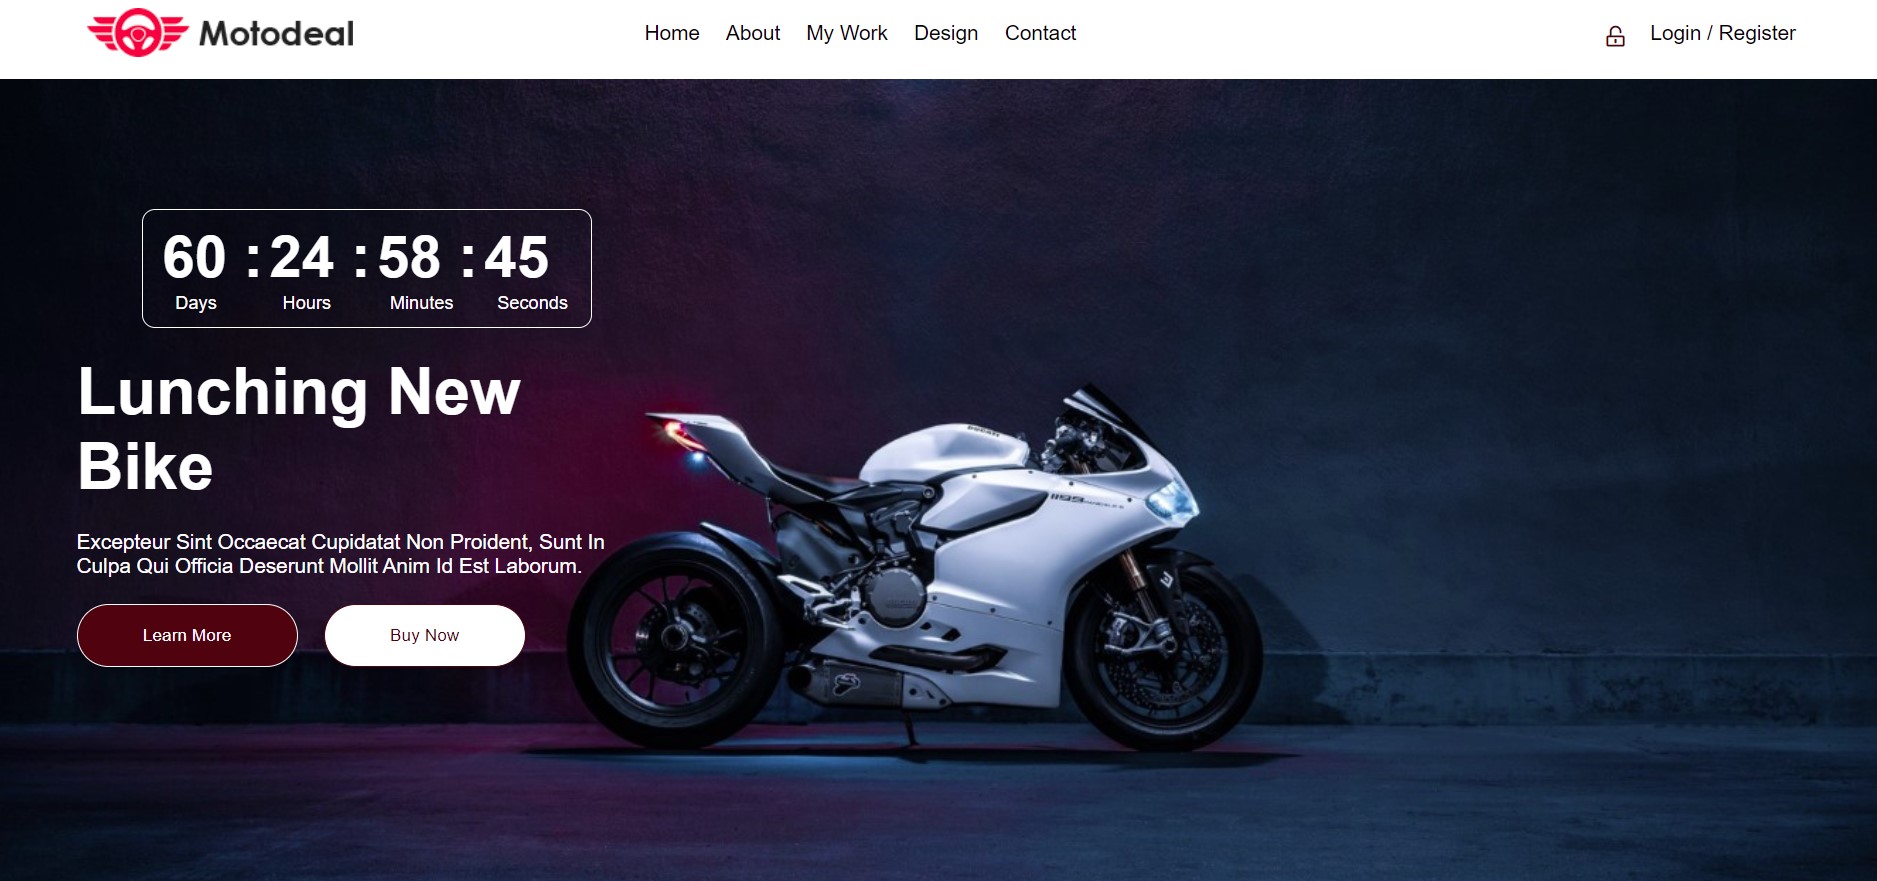 Motodeal
Home About My Work Design Contact
Login / Register
60 : 24 : 58 : 45
Days Hours Minutes Seconds
Lunching New
Bike
Excepteur Sint Occaecat Cupidatat Non Proident, Sunt In
Culpa Qui Officia Deserunt Mollit Anim Id Est Laborum.
Learn More Buy Now
DUCATI
1199